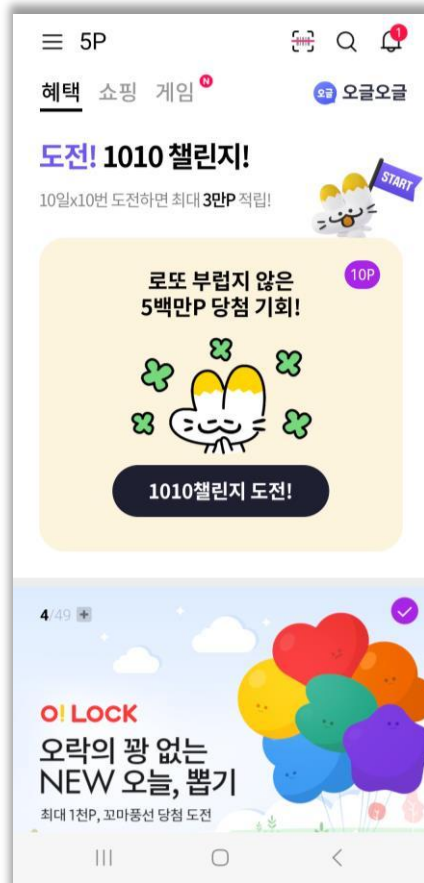 5P
1
혜택 쇼핑 게임 N 오글 오글오글
도전! 1010 챌린지!
10일x10번 도전하면 최대 3만P 적립!
START
로또 부럽지 않은 10P
5백만P 당첨 기회!
1010챌린지 도전!
4/49 +
O! LOCK
오락의 꽝 없는
NEW 오늘, 뽑기
최대 1천P, 꼬마풍선 당첨 도전